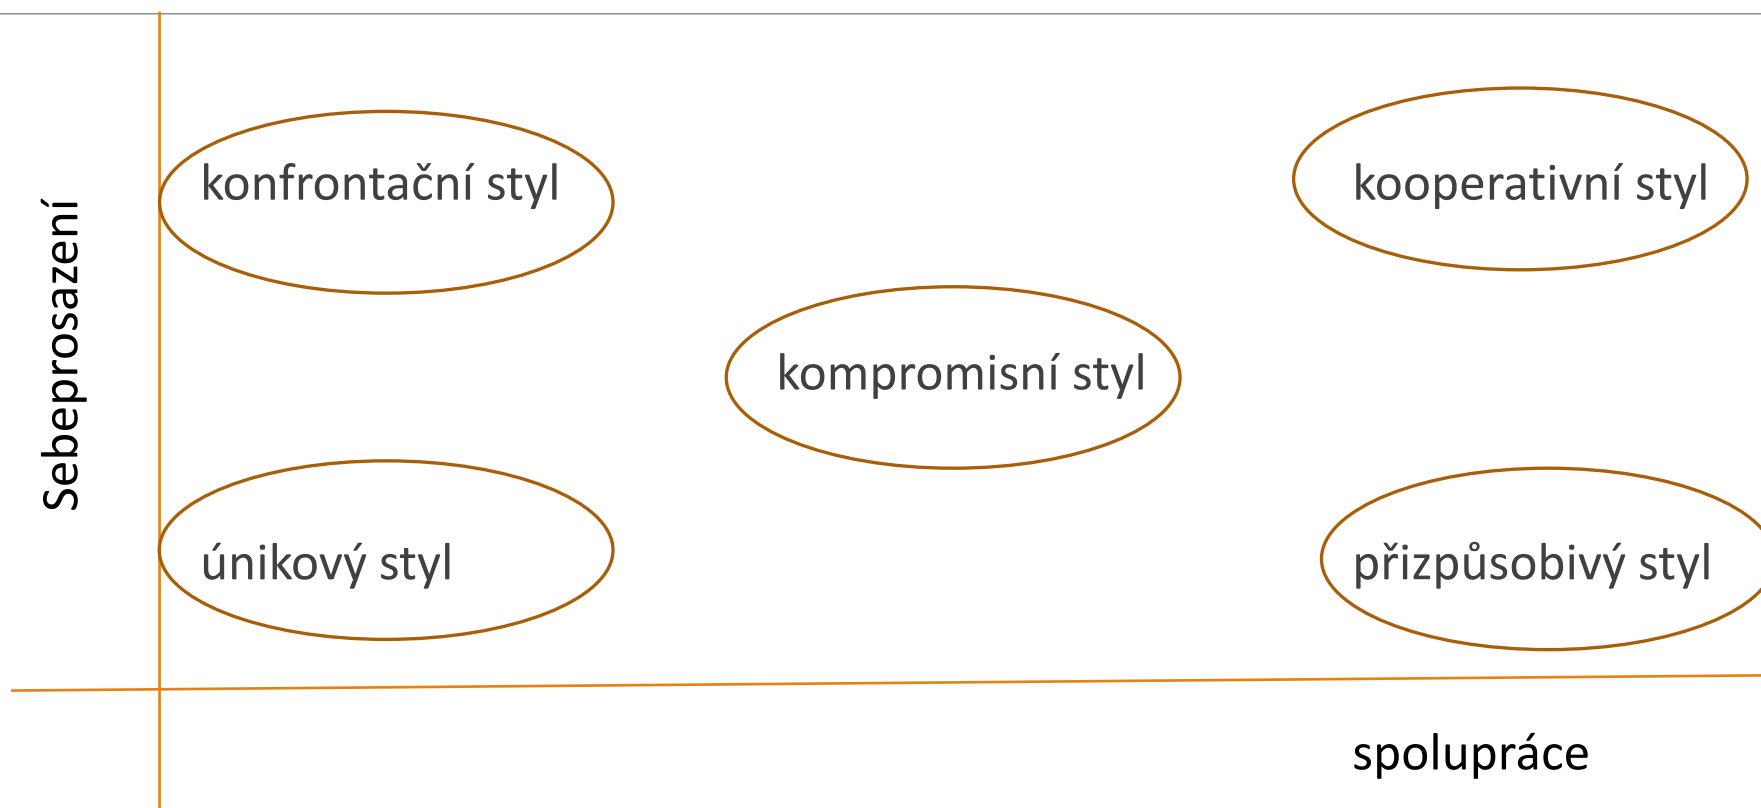 Sebeprosazení
konfrontační styl
kooperativní styl
kompromisní styl
únikový styl
přizpůsobivý styl
spolupráce